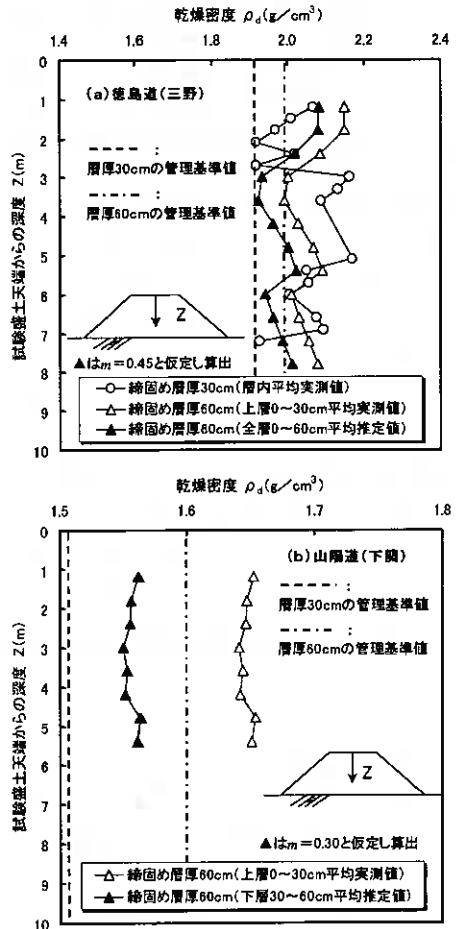 乾燥密度 ρd(g/cm³)
1.4 1.6 1.8 2.0 2.2 2.4
0
1
2
3
4
5
6
7
8
9
10
試験盛土天端からの深度 Z(m)
(a)徳島道(三野)
:
層厚30cmの管理基準値
:
層厚60cmの管理基準値
Z
▲はm=0.45と仮定し算出
締固め層厚30cm(層内平均実測値)
締固め層厚60cm(上層0～30cm平均実測値)
締固め層厚60cm(全層0～60cm平均推定値)
乾燥密度 ρd(g/cm³)
1.5 1.6 1.7 1.8
0
1
2
3
4
5
6
7
8
9
10
試験盛土天端からの深度 Z(m)
(b)山陽道(下関)
:
層厚30cmの管理基準値
:
層厚60cmの管理基準値
Z
▲はm=0.30と仮定し算出
締固め層厚60cm(上層0～30cm平均実測値)
締固め層厚60cm(下層30～60cm平均推定値)